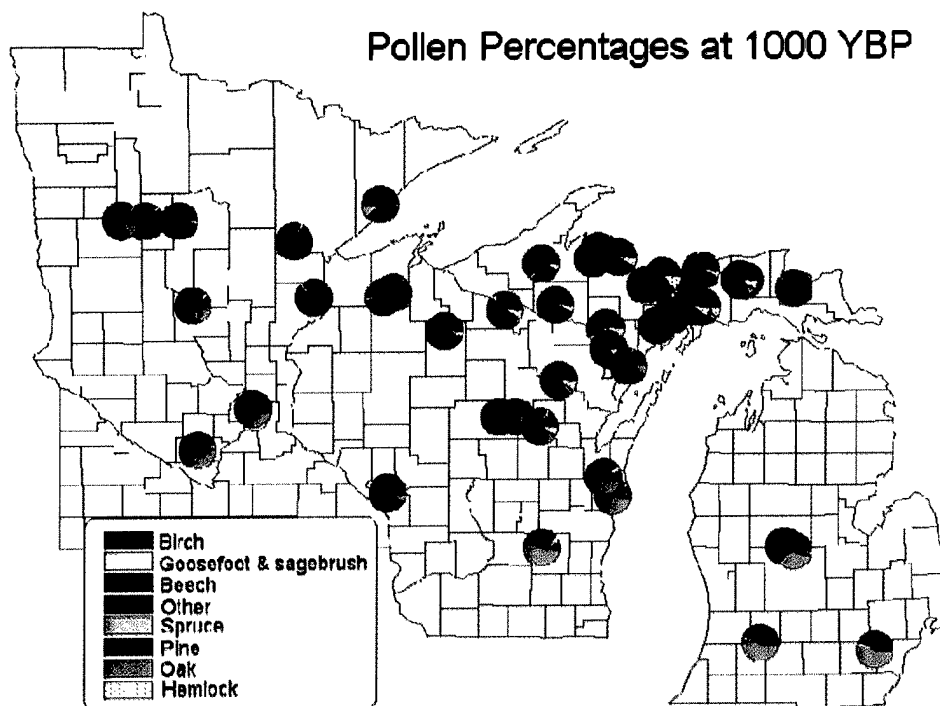 Pollen Percentages at 1000 YBP
Birch
Goosefoot & sagebrush
Beech
Other
Spruce
Pine
Oak
Hemlock